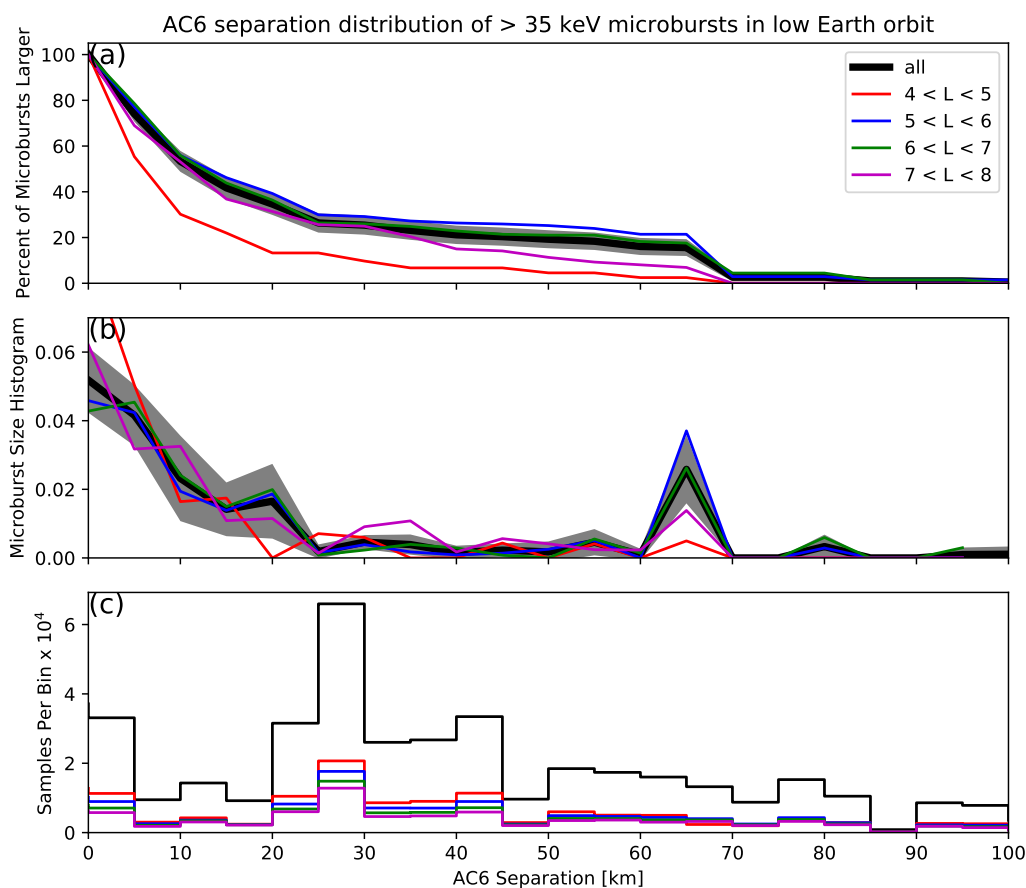 AC6 separation distribution of > 35 keV microbursts in low Earth orbit
Percent of Microbursts Larger
(a)
100
80
60
40
20
0
all
4 < L < 5
5 < L < 6
6 < L < 7
7 < L < 8
Microburst Size Histogram
(b)
0.06
0.04
0.02
0.00
Samples Per Bin x 10⁴
(c)
6
4
2
0
0 10 20 30 40 50 60 70 80 90 100
AC6 Separation [km]